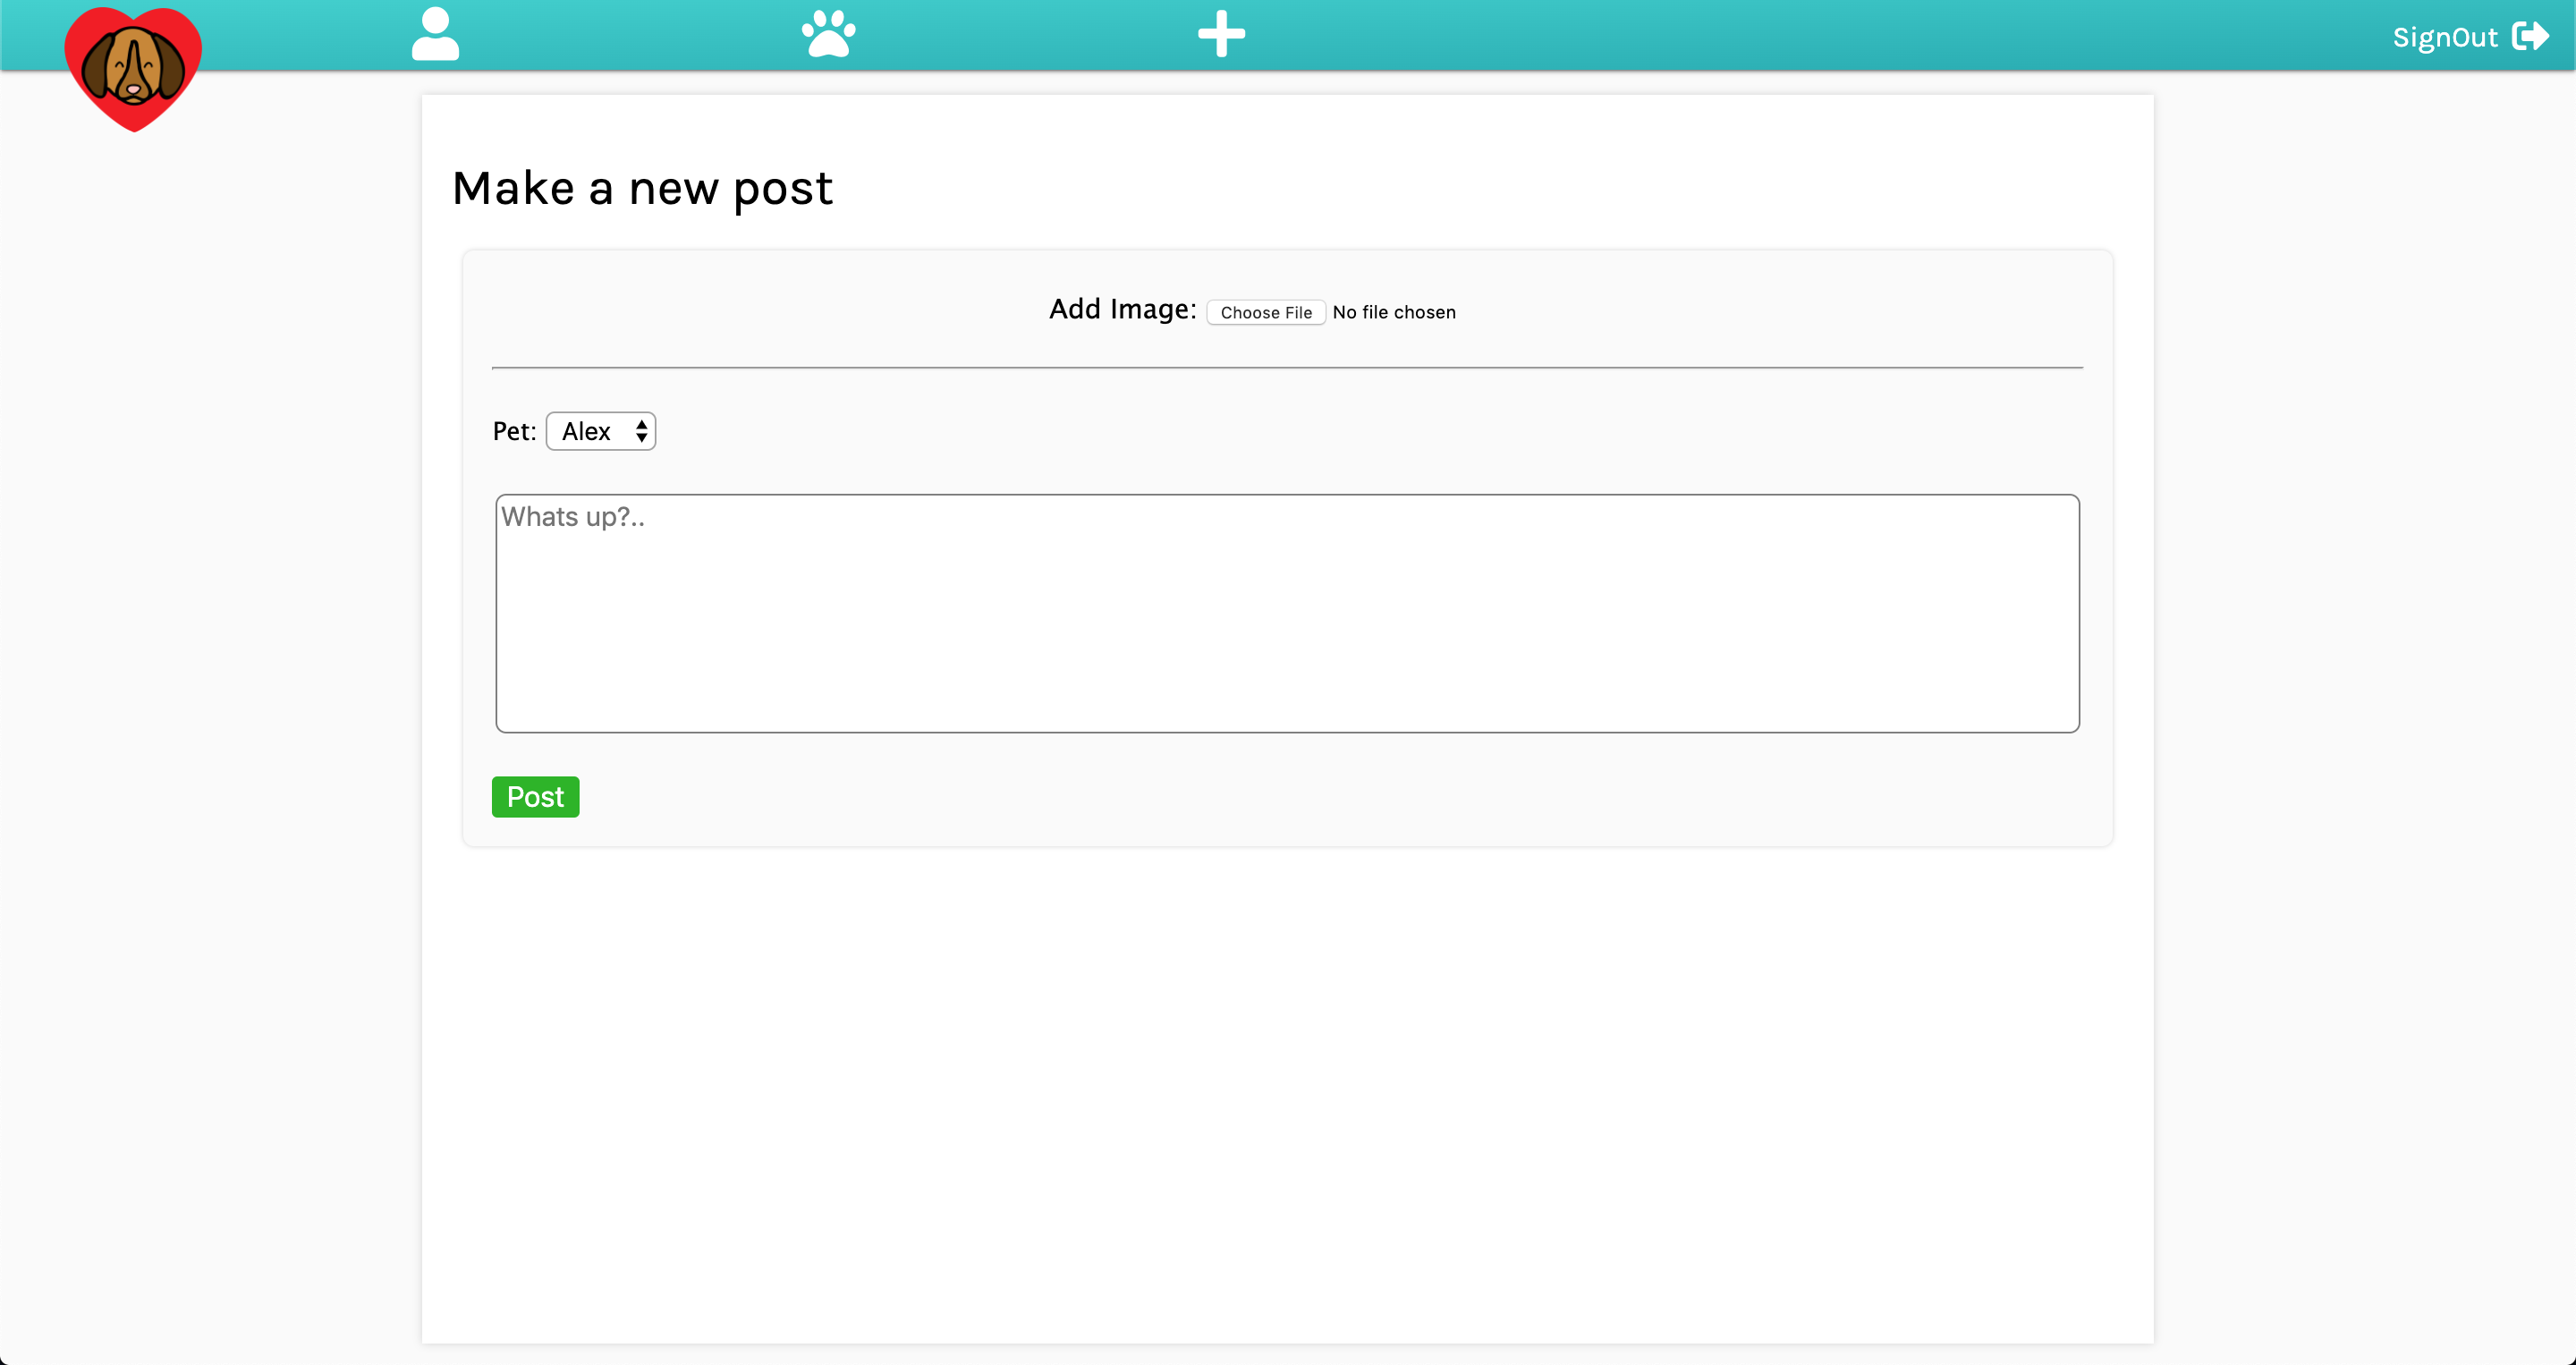 SignOut
Make a new post
Add Image: Choose File No file chosen
Pet: Alex
Whats up?..
Post